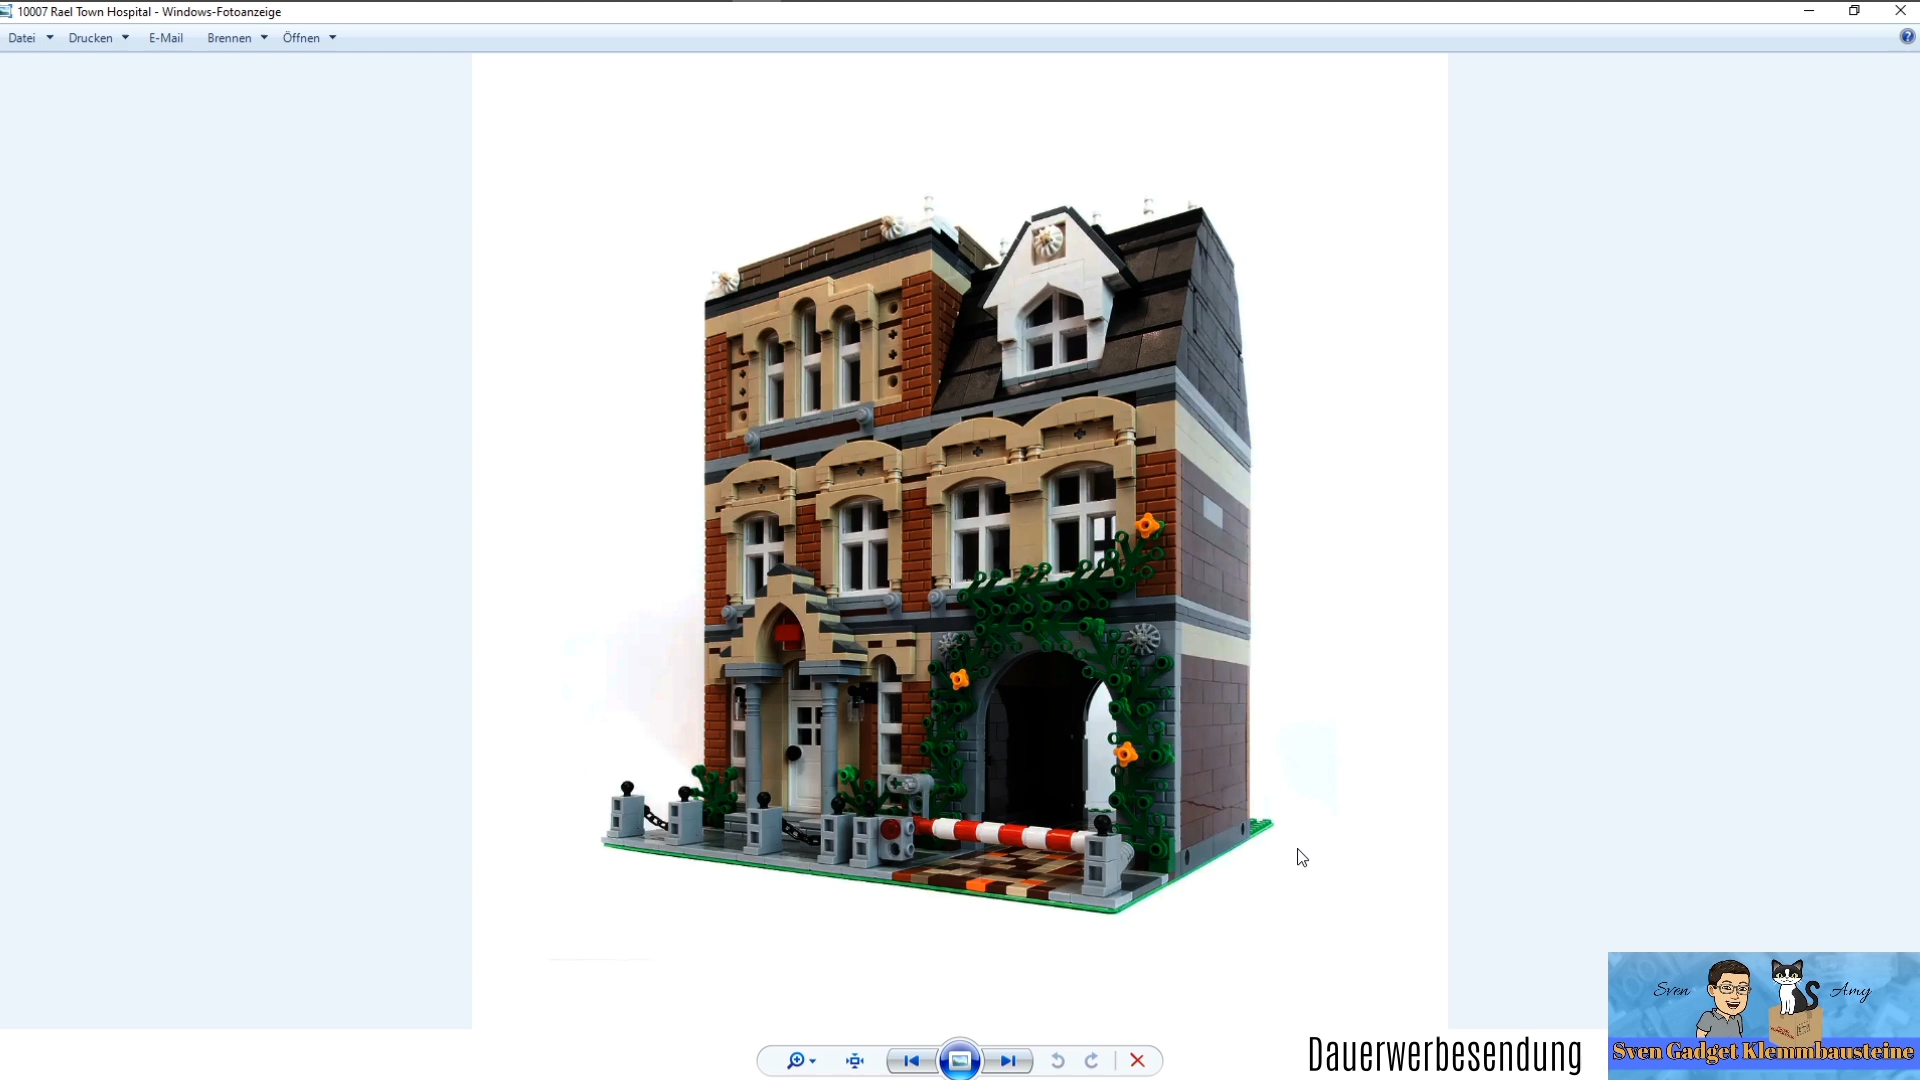 10007 Rael Town Hospital - Windows-Fotoanzeige
Datei Drucken E-Mail Brennen Öffnen
Sven Amy
Dauerwerbesendung
Sven Gadget Klemmbausteine